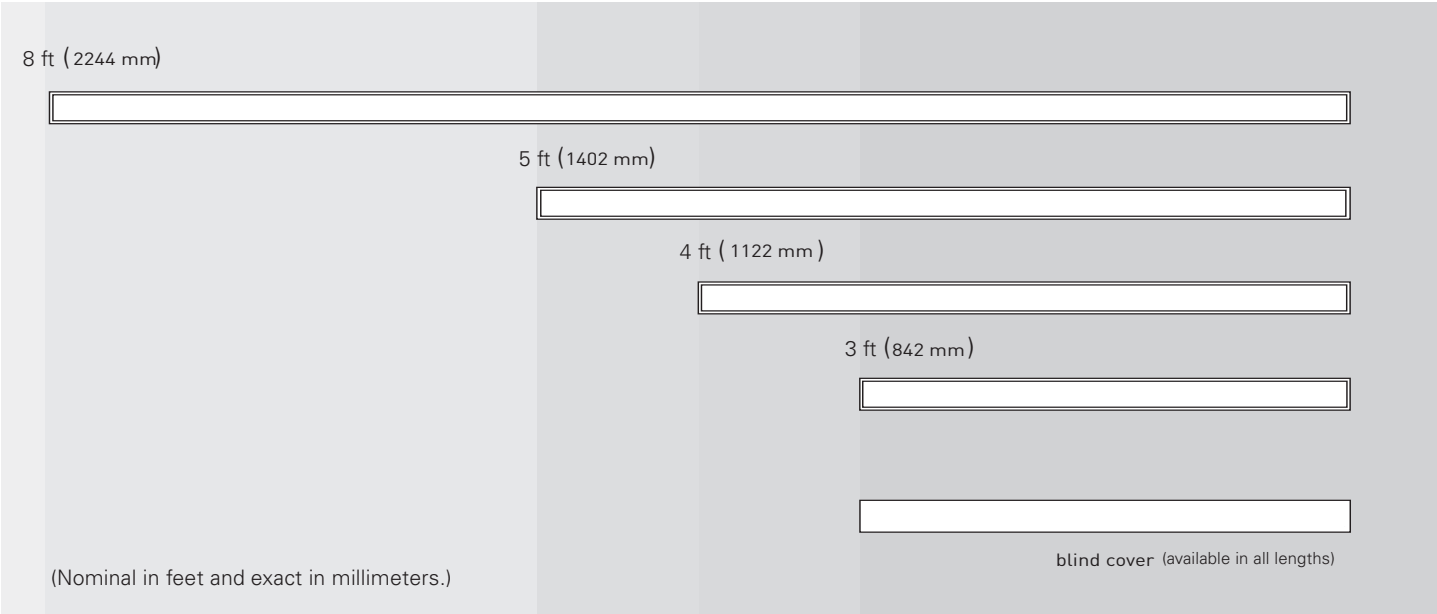 8 ft (2244 mm)
5 ft (1402 mm)
4 ft ( 1122 mm )
3 ft (842 mm)
blind cover (available in all lengths)
(Nominal in feet and exact in millimeters.)